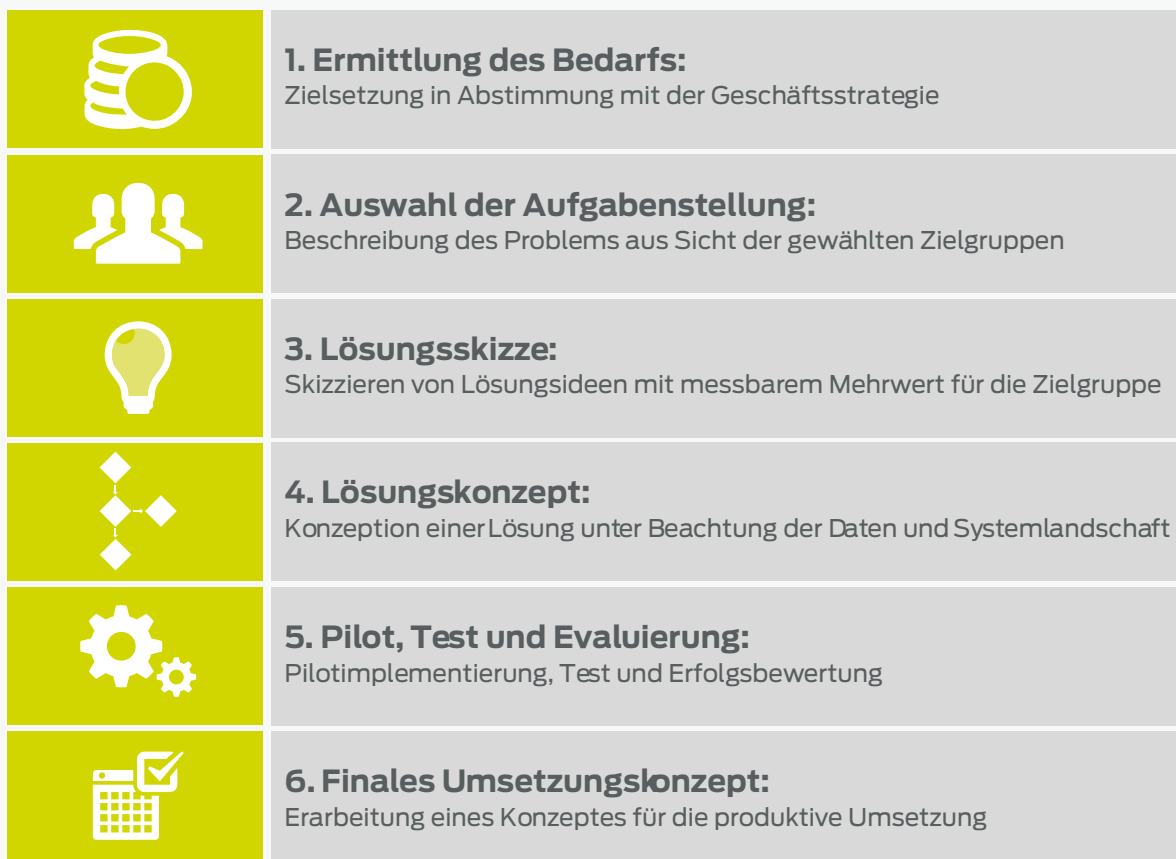 1. Ermittlung des Bedarfs:
Zielsetzung in Abstimmung mit der Geschäftsstrategie
2. Auswahl der Aufgabenstellung:
Beschreibung des Problems aus Sicht der gewählten Zielgruppen
3. Lösungsskizze:
Skizzieren von Lösungsideen mit messbarem Mehrwert für die Zielgruppe
4. Lösungskonzept:
Konzeption einer Lösung unter Beachtung der Daten und Systemlandschaft
5. Pilot, Test und Evaluierung:
Pilotimplementierung, Test und Erfolgsbewertung
6. Finales Umsetzungskonzept:
Erarbeitung eines Konzeptes für die produktive Umsetzung